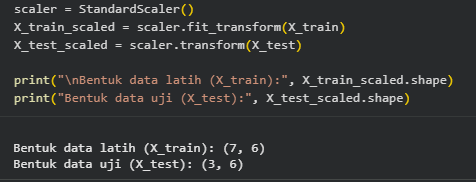 scaler = StandardScaler()
X_train_scaled = scaler.fit_transform(X_train)
X_test_scaled = scaler.transform(X_test)
print("\nBentuk data latih (X_train):", X_train_scaled.shape)
print("Bentuk data uji (X_test):", X_test_scaled.shape)
Bentuk data latih (X_train): (7, 6)
Bentuk data uji (X_test): (3, 6)